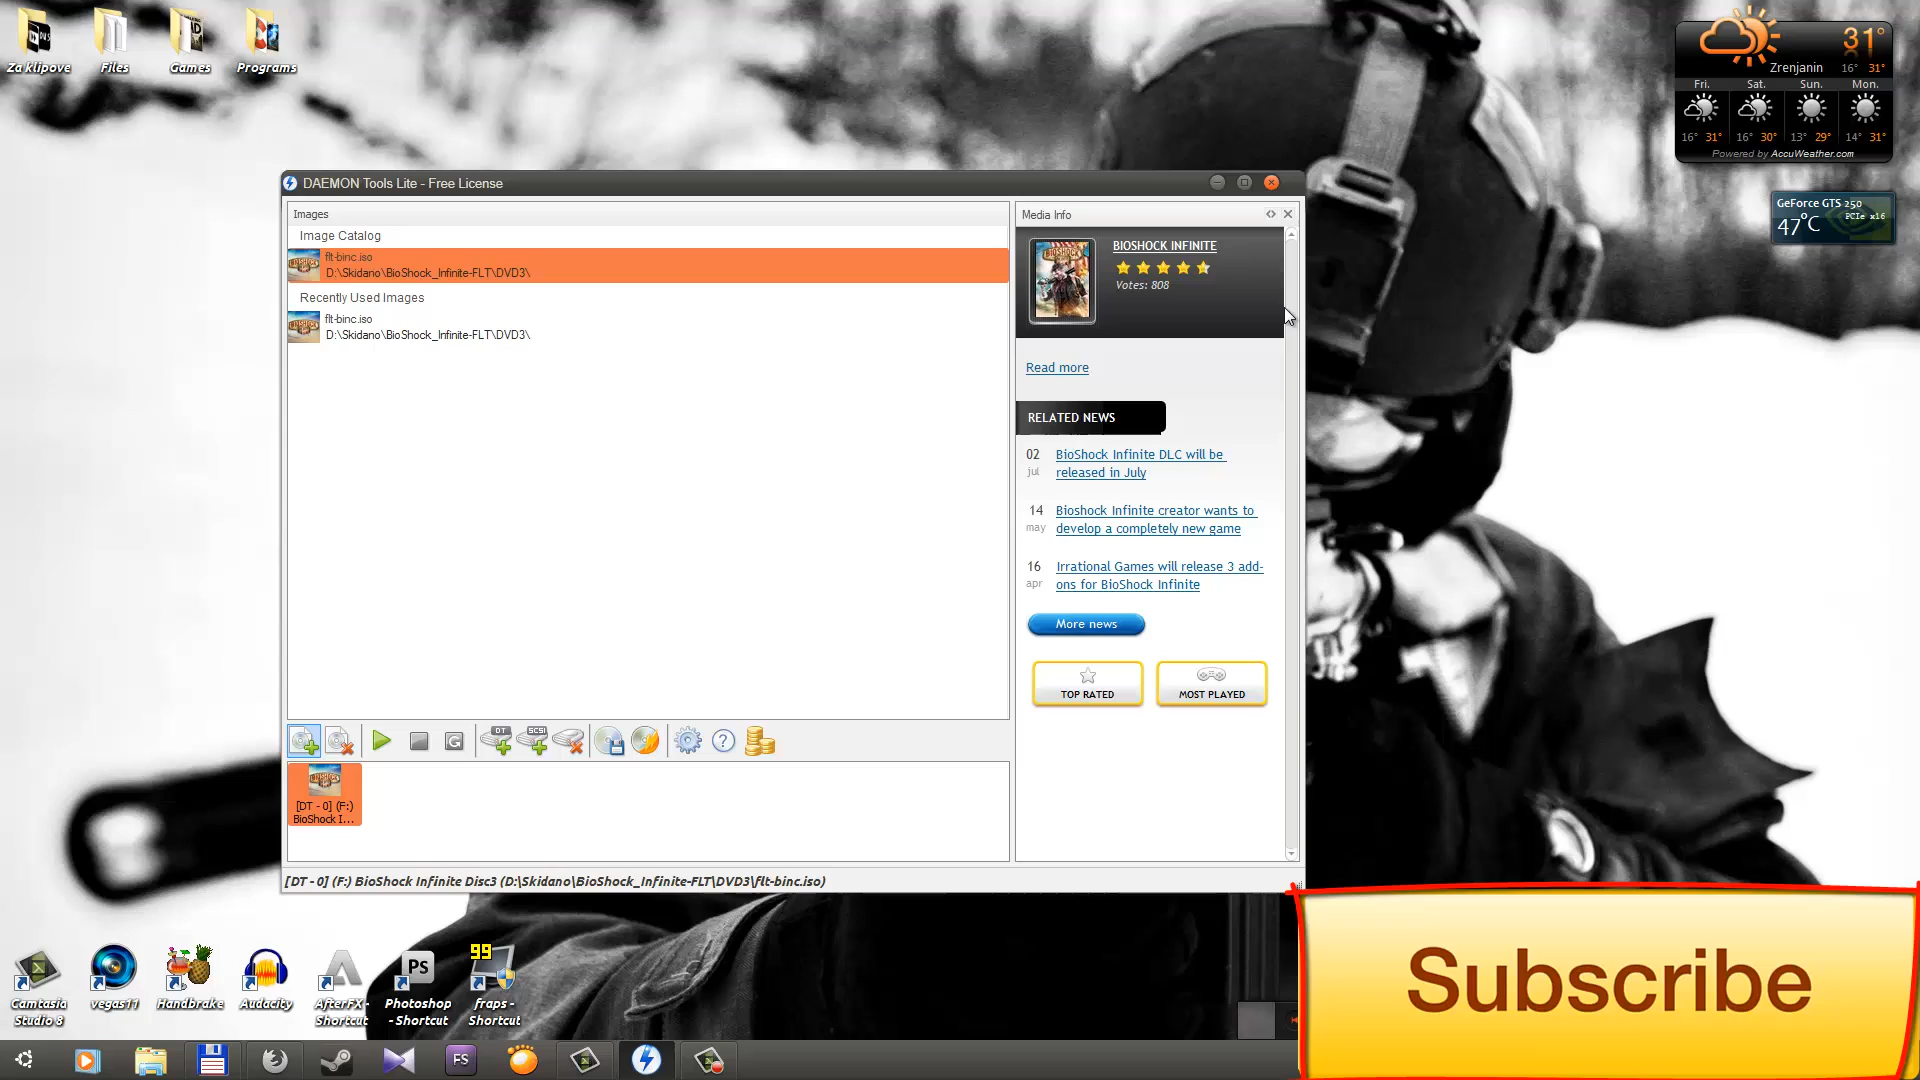 Za klipove
Files
Games
Programs
31°
Zrenjanin
16° 31°
Fri. Sat. Sun. Mon.
16° 31° 16° 30° 13° 29° 14° 31°
Powered by AccuWeather.com
GeForce GTS 250
PCIe x16
47°C
DAEMON Tools Lite - Free License
Images
Image Catalog
flt-binc.iso
D:\Skidano\BioShock_Infinite-FLT\DVD3\
Recently Used Images
flt-binc.iso
D:\Skidano\BioShock_Infinite-FLT\DVD3\
Media Info
BIOSHOCK INFINITE
Votes: 808
Read more
RELATED NEWS
02
jul
BioShock Infinite DLC will be
released in July
14
may
Bioshock Infinite creator wants to
develop a completely new game
16
apr
Irrational Games will release 3 add-
ons for BioShock Infinite
More news
TOP RATED
MOST PLAYED
DT
SCSI
[DT - 0] (F:)
BioShock I...
[DT - 0] (F:) BioShock Infinite Disc3 (D:\Skidano\BioShock_Infinite-FLT\DVD3\flt-binc.iso)
Camtasia
Studio 8
vegas11
Handbrake
Audacity
AfterFX -
Shortcut
PS
Photoshop
- Shortcut
99
fraps -
Shortcut
FS
Subscribe